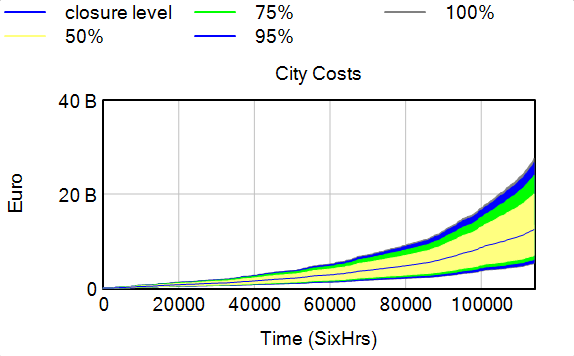 closure level 75% 100%
50% 95%
City Costs
40 B
20 B
0
Euro
0 20000 40000 60000 80000 100000
Time (SixHrs)